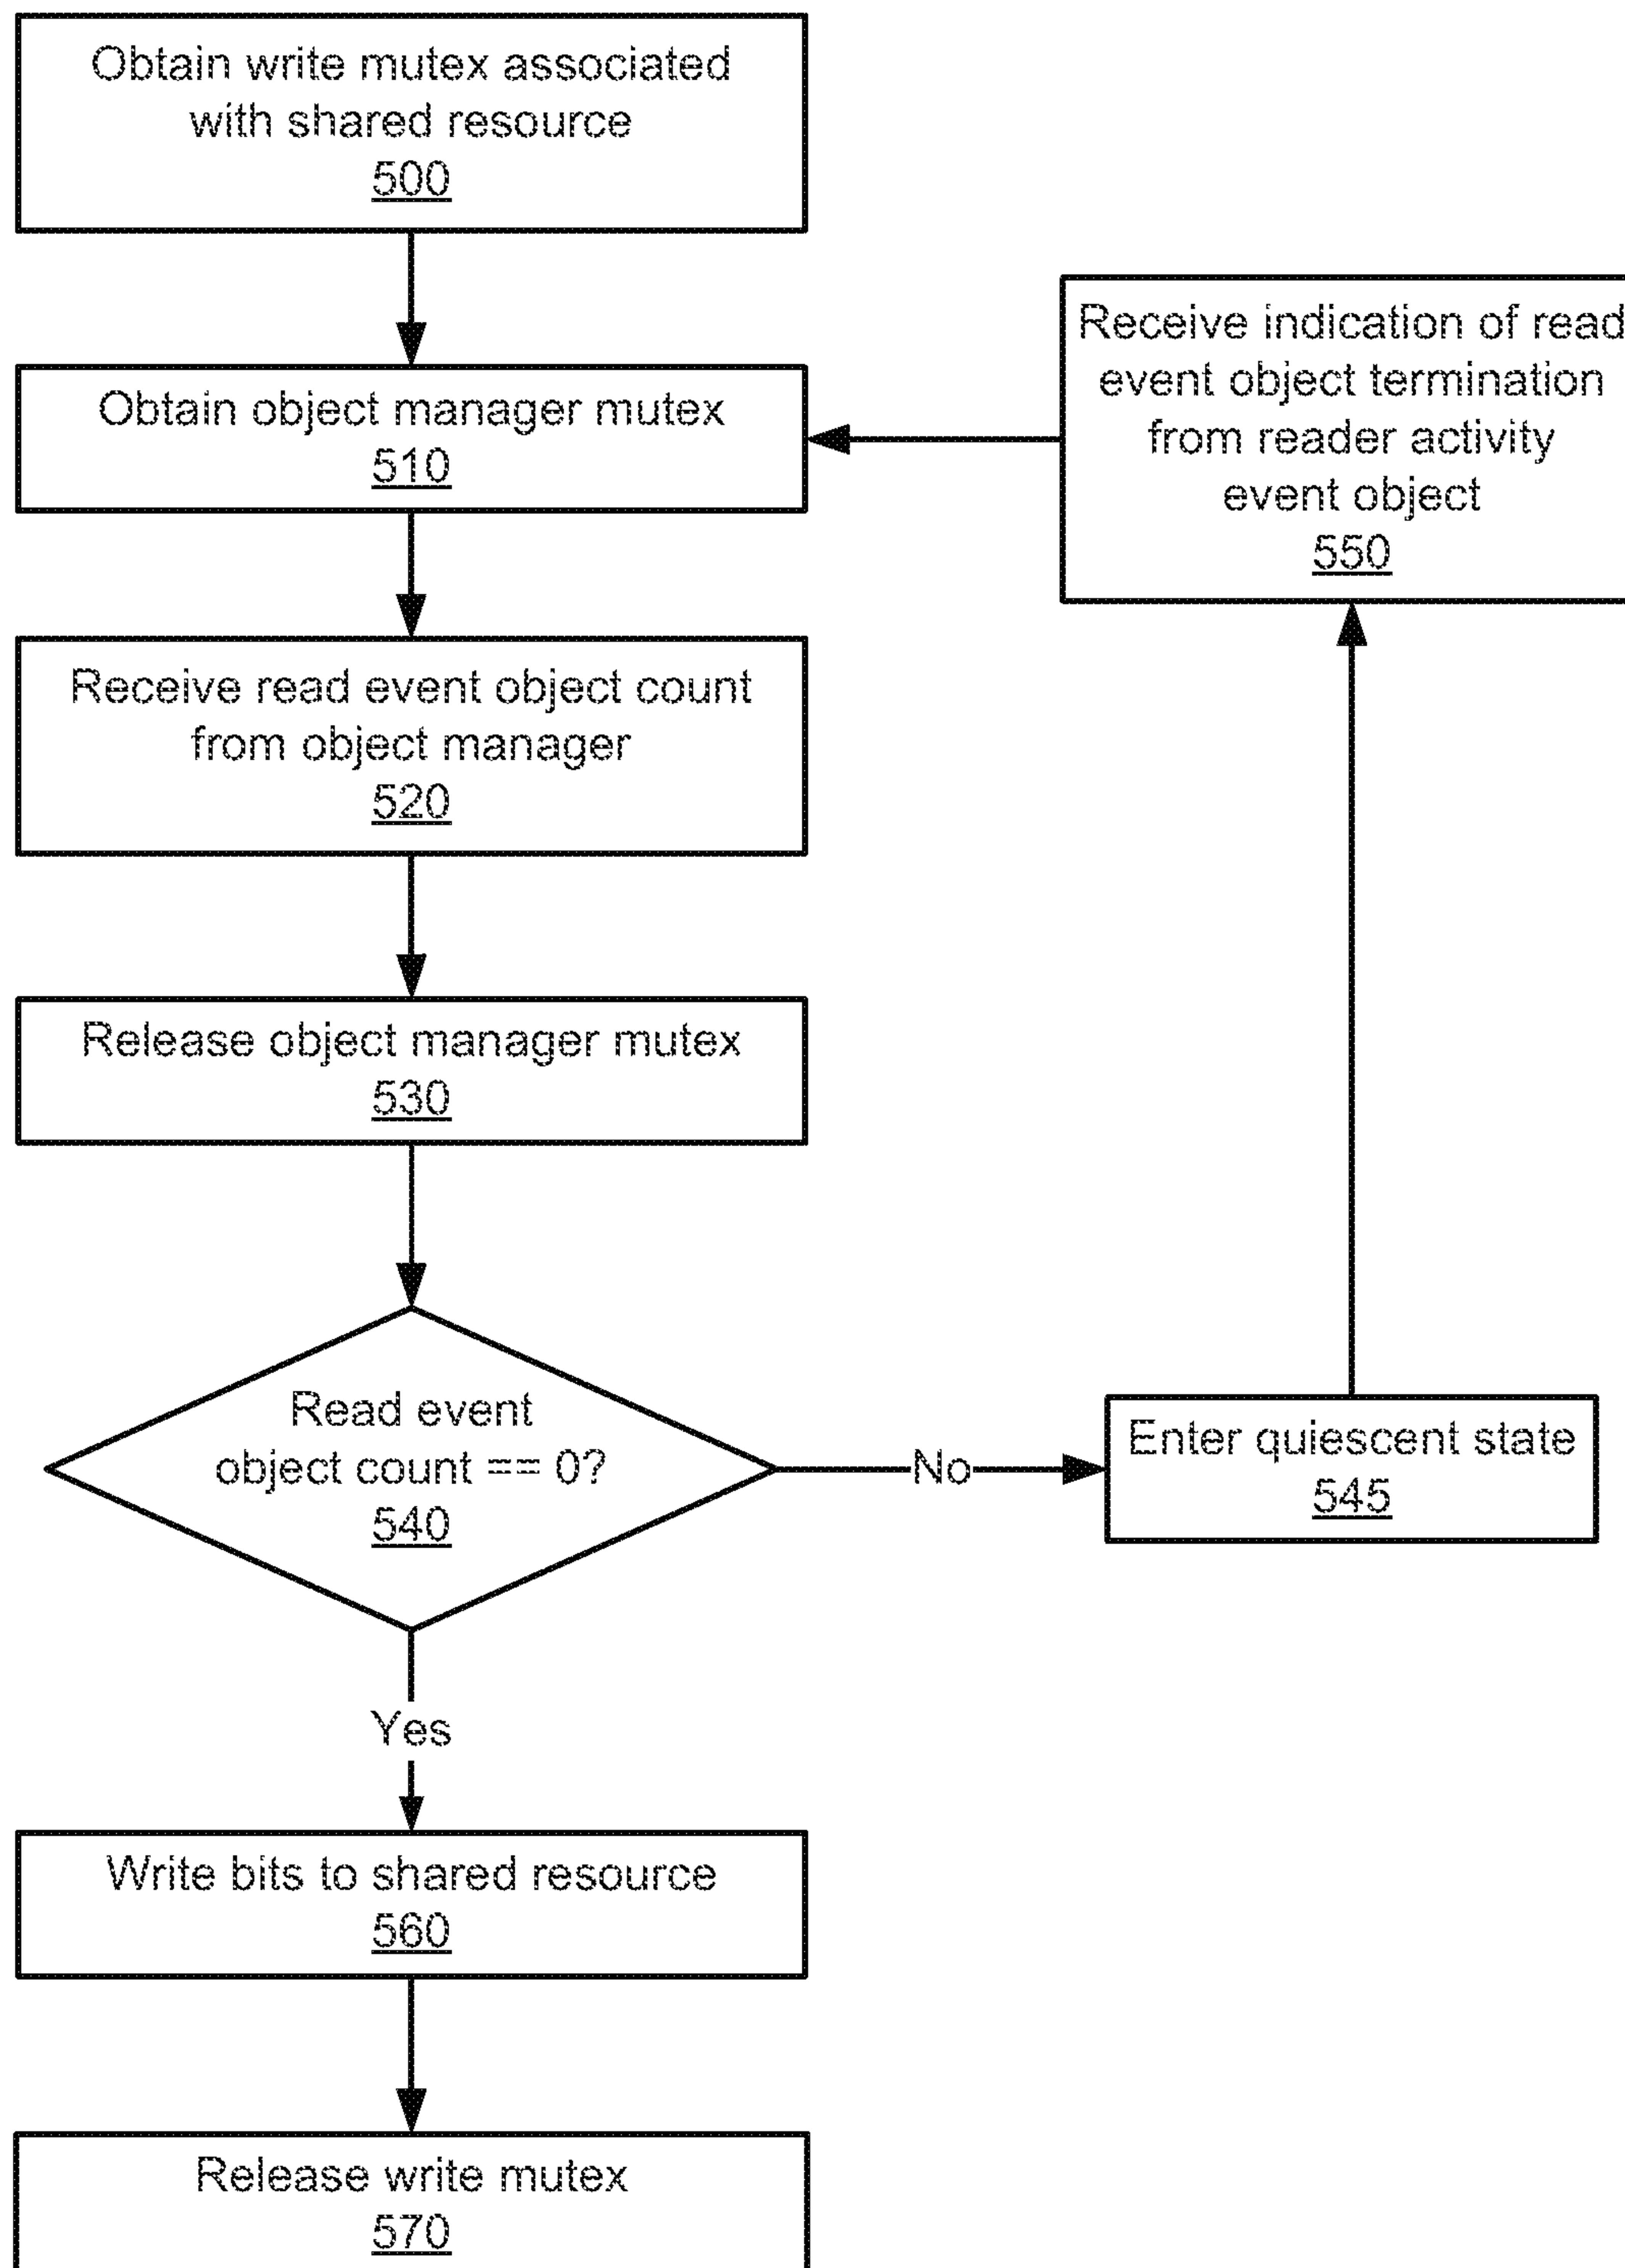 Obtain write mutex associated
with shared resource
500
Receive indication of read
event object termination
from reader activity
event object
550
Obtain object manager mutex
510
Receive read event object count
from object manager
520
Release object manager mutex
530
Read event
object count == 0?
540
No
Enter quiescent state
545
Yes
Write bits to shared resource
560
Release write mutex
570